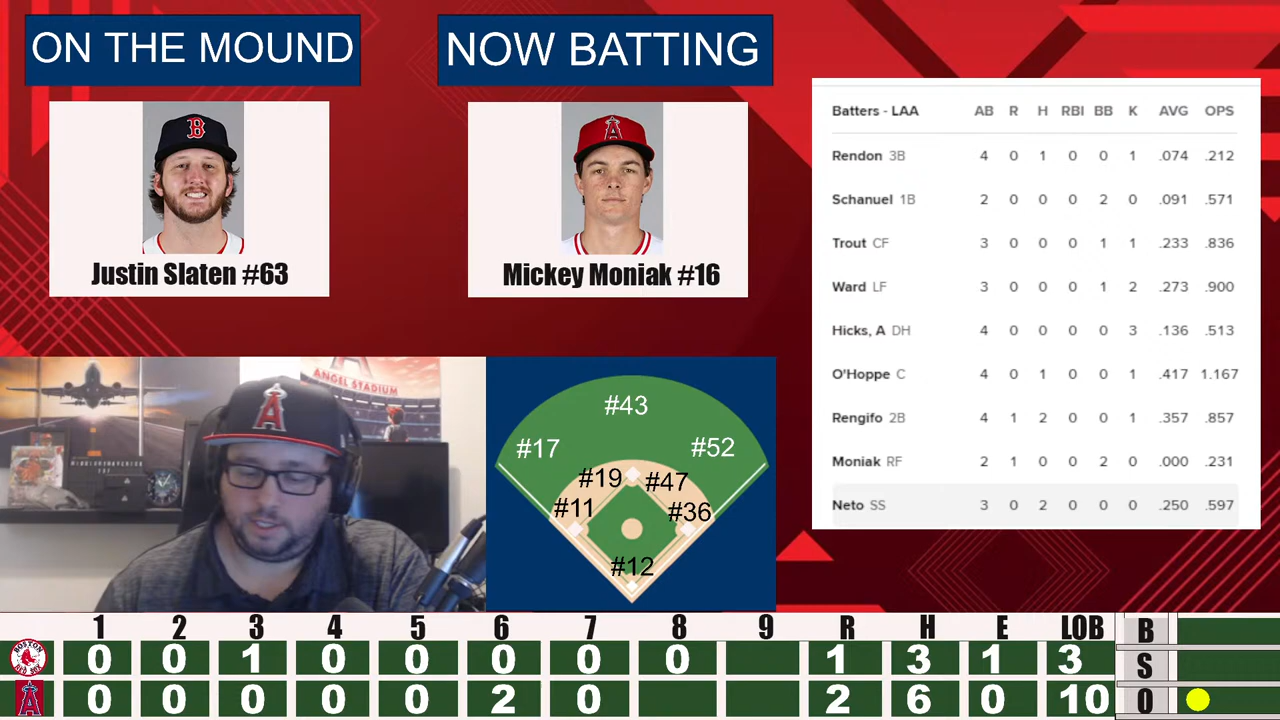 ON THE MOUND
NOW BATTING
B
A
Justin Slaten #63
Mickey Moniak #16
Batters - LAA AB R H RBI BB K AVG OPS
Rendon 3B 4 0 1 0 0 1 .074 .212
Schanuel 1B 2 0 0 0 2 0 .091 .571
Trout CF 3 0 0 0 1 1 .233 .836
Ward LF 3 0 0 0 1 2 .273 .900
Hicks, A DH 4 0 0 0 0 3 .136 .513
O'Hoppe C 4 0 1 0 0 1 .417 1.167
Rengifo 2B 4 1 2 0 0 1 .357 .857
Moniak RF 2 1 0 0 2 0 .000 .231
Neto SS 3 0 2 0 0 0 .250 .597
ANGEL STADIUM
A
#43
#17
#52
#19
#47
#11
#36
#12
1 2 3 4 5 6 7 8 9 R H E LOB B
0 0 1 0 0 0 0 0 1 3 1 3 S
A 0 0 0 0 0 2 0 2 6 0 10 O